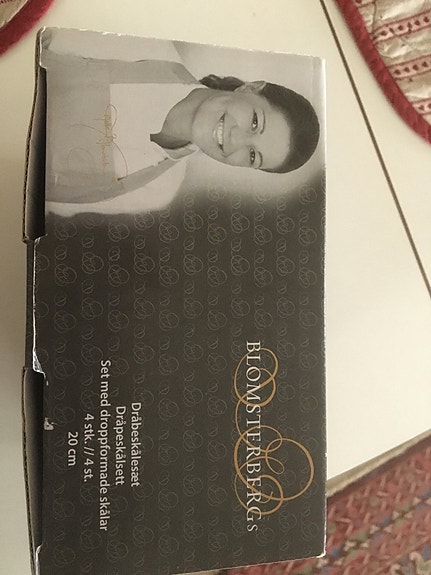 BLOMSTERBERGS
Dråbeskålesæt
Dråpeskålsett
Set med droppformade skålar
4 stk. // 4 st.
20 cm